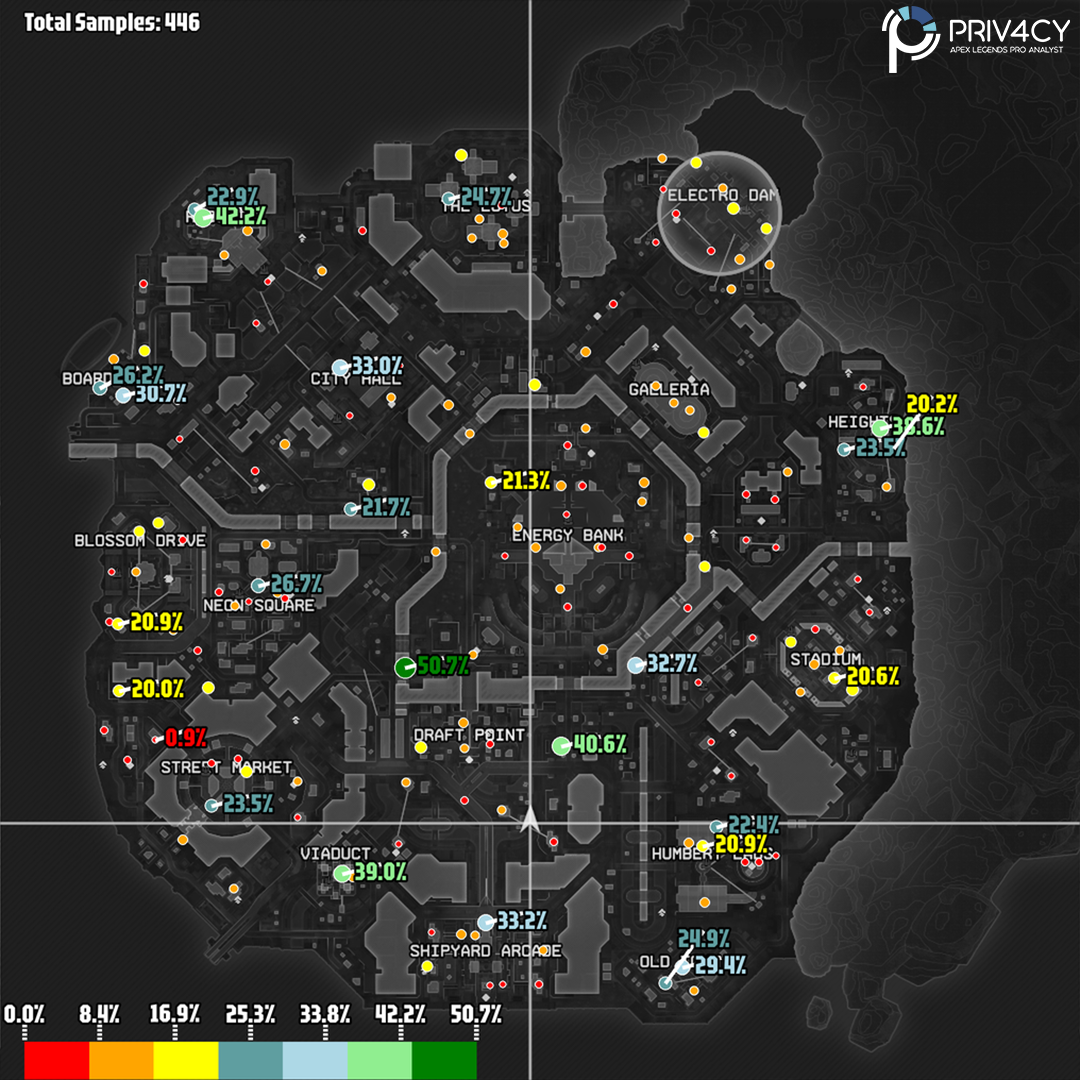 Total Samples: 446
PRIV4CY
APEX LEGENDS PRO ANALYST
22.9%
42.2%
24.7%
THE LOTUS
ELECTRO DAM
CITY HALL
33.0%
BOARD
26.2%
30.7%
GALLERIA
20.2%
HEIGHT
38.6%
23.5%
21.3%
21.7%
ENERGY BANK
BLOSSOM DRIVE
26.7%
NEON SQUARE
20.9%
50.7%
32.7%
STADIUM
20.6%
20.0%
0.9%
DRAFT POINT
40.6%
STREET MARKET
23.5%
22.4%
20.9%
HUMBERT LABS
VIADUCT
39.0%
33.2%
SHIPYARD ARCADE
24.9%
OLD
29.4%
0.0% 8.4% 16.9% 25.3% 33.8% 42.2% 50.7%